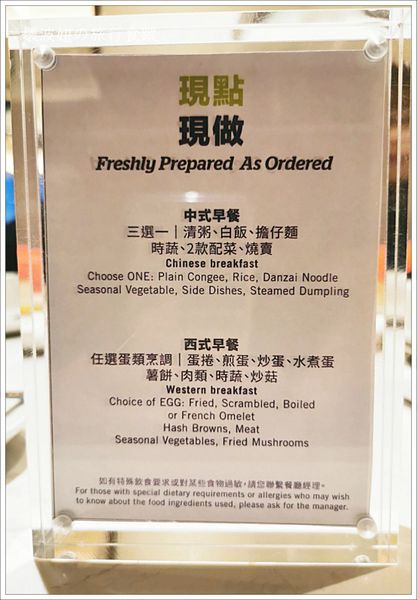 現點
現做
Freshly Prepared As Ordered
中式早餐
三選一｜清粥、白飯、擔仔麵
時蔬、2款配菜、燒賣
Chinese breakfast
Choose ONE: Plain Congee, Rice, Danzai Noodle
Seasonal Vegetable, Side Dishes, Steamed Dumpling
西式早餐
任選蛋類烹調｜蛋捲、煎蛋、炒蛋、水煮蛋
薯餅、肉類、時蔬、炒菇
Western breakfast
Choice of EGG: Fried, Scrambled, Boiled
or French Omelet
Hash Browns, Meat
Seasonal Vegetables, Fried Mushrooms
如有特殊飲食要求或對某些食物過敏，請您聯繫餐廳經理。
For those with special dietary requirements or allergies who may wish
to know about the food ingredients used, please ask for the manager.